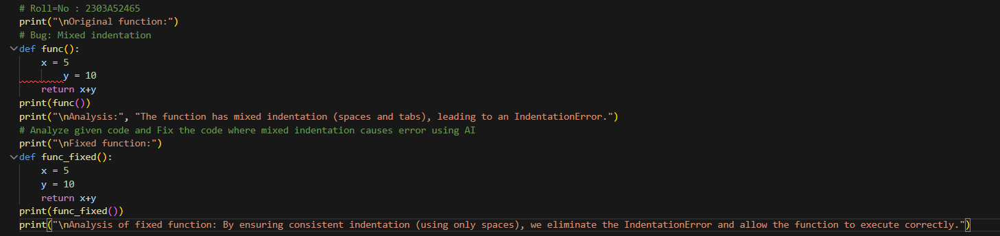 # Roll=No : 2303A52465
print("\nOriginal function:")
# Bug: Mixed indentation
def func():
    x = 5
        y = 10
    return x+y
print(func())
print("\nAnalysis:", "The function has mixed indentation (spaces and tabs), leading to an IndentationError.")
# Analyze given code and Fix the code where mixed indentation causes error using AI
print("\nFixed function:")
def func_fixed():
    x = 5
    y = 10
    return x+y
print(func_fixed())
print("\nAnalysis of fixed function: By ensuring consistent indentation (using only spaces), we eliminate the IndentationError and allow the function to execute correctly.")